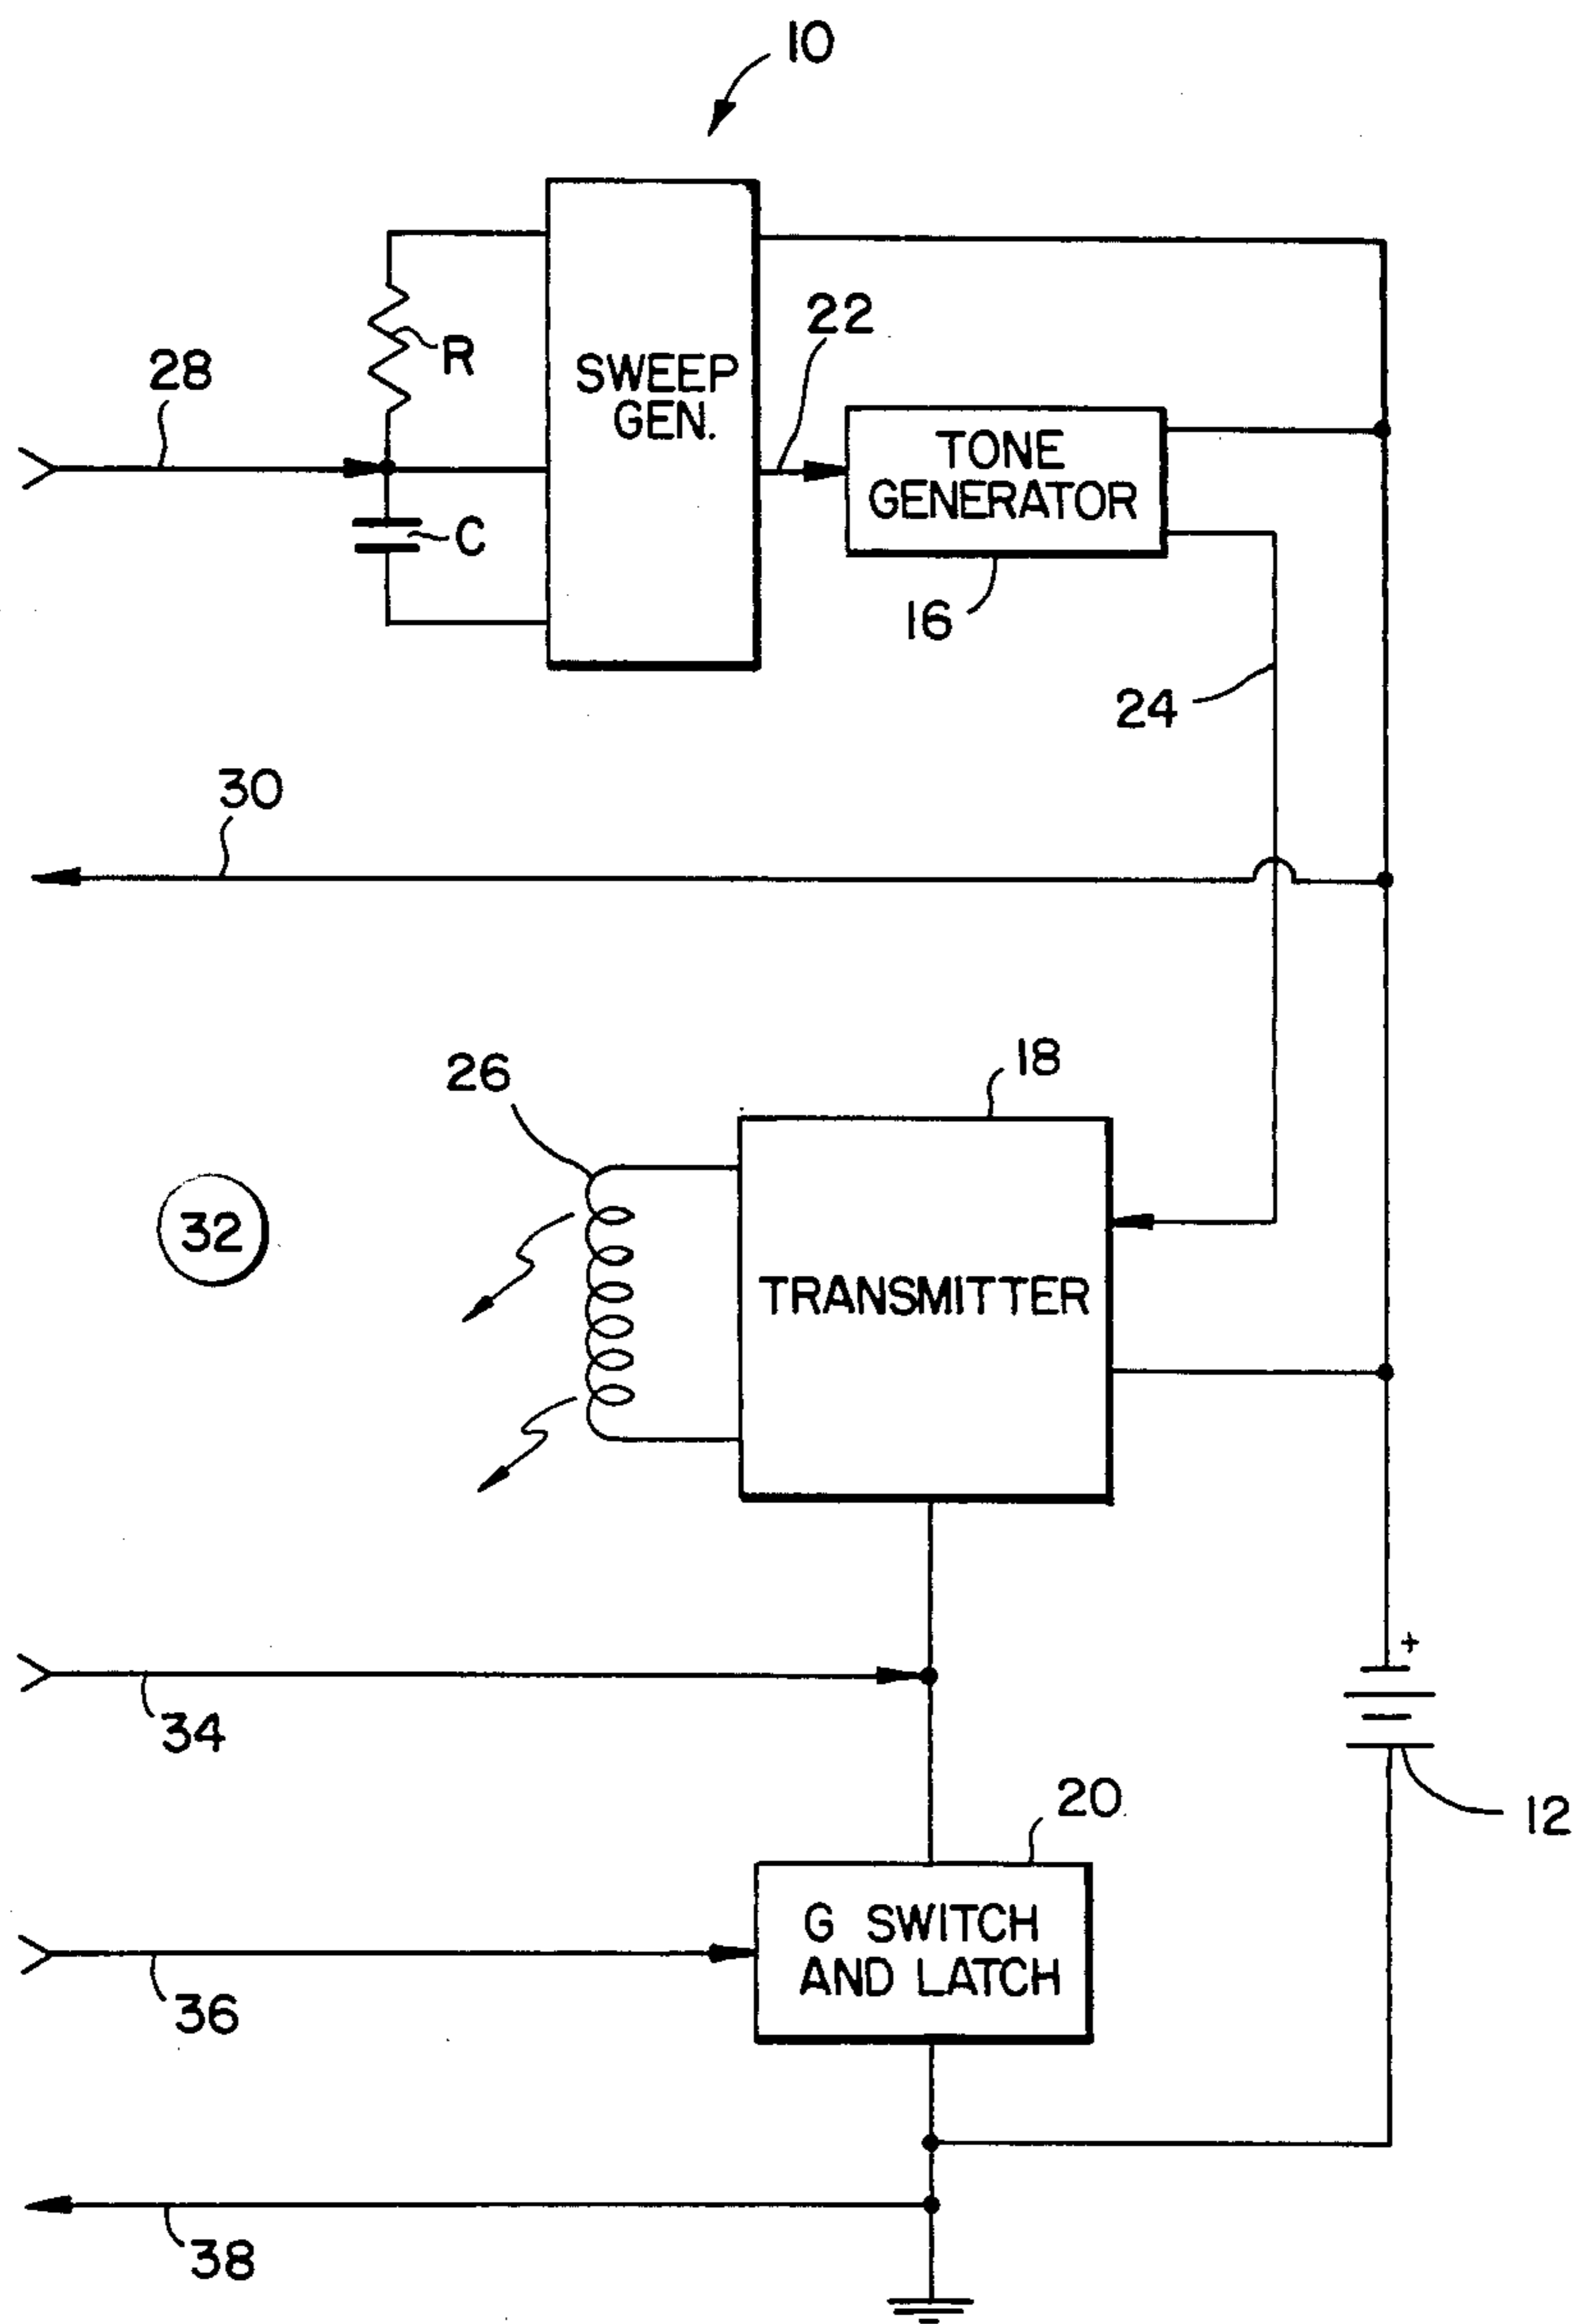 10
22
SWEEP
GEN.
R
28
TONE
GENERATOR
C
16
24
30
18
26
32
TRANSMITTER
+
34
20
12
G SWITCH
AND LATCH
36
38